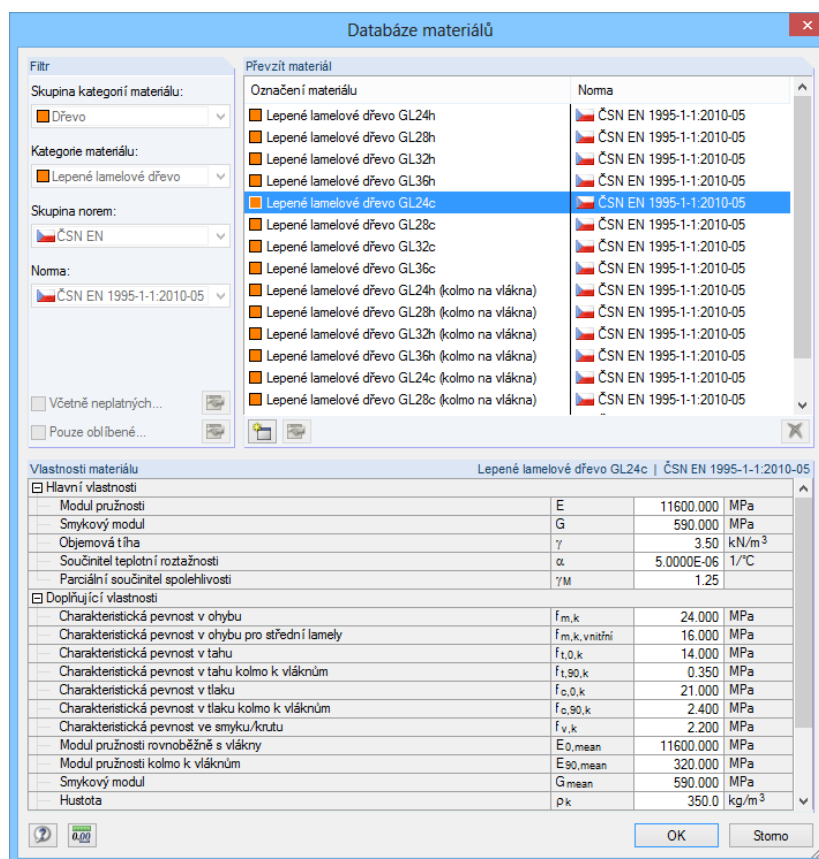 Databáze materiálů
Filtr
Skupina kategorií materiálu:
Dřevo
Kategorie materiálu:
Lepené lamelové dřevo
Skupina norem:
ČSN EN
Norma:
ČSN EN 1995-1-1:2010-05
Včetně neplatných...
Pouze oblíbené...
Převzít materiál
Označení materiálu Norma
Lepené lamelové dřevo GL24h ČSN EN 1995-1-1:2010-05
Lepené lamelové dřevo GL28h ČSN EN 1995-1-1:2010-05
Lepené lamelové dřevo GL32h ČSN EN 1995-1-1:2010-05
Lepené lamelové dřevo GL36h ČSN EN 1995-1-1:2010-05
Lepené lamelové dřevo GL24c ČSN EN 1995-1-1:2010-05
Lepené lamelové dřevo GL28c ČSN EN 1995-1-1:2010-05
Lepené lamelové dřevo GL32c ČSN EN 1995-1-1:2010-05
Lepené lamelové dřevo GL36c ČSN EN 1995-1-1:2010-05
Lepené lamelové dřevo GL24h (kolmo na vlákna) ČSN EN 1995-1-1:2010-05
Lepené lamelové dřevo GL28h (kolmo na vlákna) ČSN EN 1995-1-1:2010-05
Lepené lamelové dřevo GL32h (kolmo na vlákna) ČSN EN 1995-1-1:2010-05
Lepené lamelové dřevo GL36h (kolmo na vlákna) ČSN EN 1995-1-1:2010-05
Lepené lamelové dřevo GL24c (kolmo na vlákna) ČSN EN 1995-1-1:2010-05
Lepené lamelové dřevo GL28c (kolmo na vlákna) ČSN EN 1995-1-1:2010-05
Vlastnosti materiálu Lepené lamelové dřevo GL24c | ČSN EN 1995-1-1:2010-05
Hlavní vlastnosti
Modul pružnosti E 11600.000 MPa
Smykový modul G 590.000 MPa
Objemová tíha γ 3.50 kN/m³
Součinitel teplotní roztažnosti α 5.0000E-06 1/°C
Parciální součinitel spolehlivosti γM 1.25
Doplňující vlastnosti
Charakteristická pevnost v ohybu fm,k 24.000 MPa
Charakteristická pevnost v ohybu pro střední lamely fm,k,vnitřní 16.000 MPa
Charakteristická pevnost v tahu ft,0,k 14.000 MPa
Charakteristická pevnost v tahu kolmo k vláknům ft,90,k 0.350 MPa
Charakteristická pevnost v tlaku fc,0,k 21.000 MPa
Charakteristická pevnost v tlaku kolmo k vláknům fc,90,k 2.400 MPa
Charakteristická pevnost ve smyku/krutu fv,k 2.200 MPa
Modul pružnosti rovnoběžně s vlákny E0,mean 11600.000 MPa
Modul pružnosti kolmo k vláknům E90,mean 320.000 MPa
Smykový modul Gmean 590.000 MPa
Hustota ρk 350.0 kg/m³
0.00
OK Storno